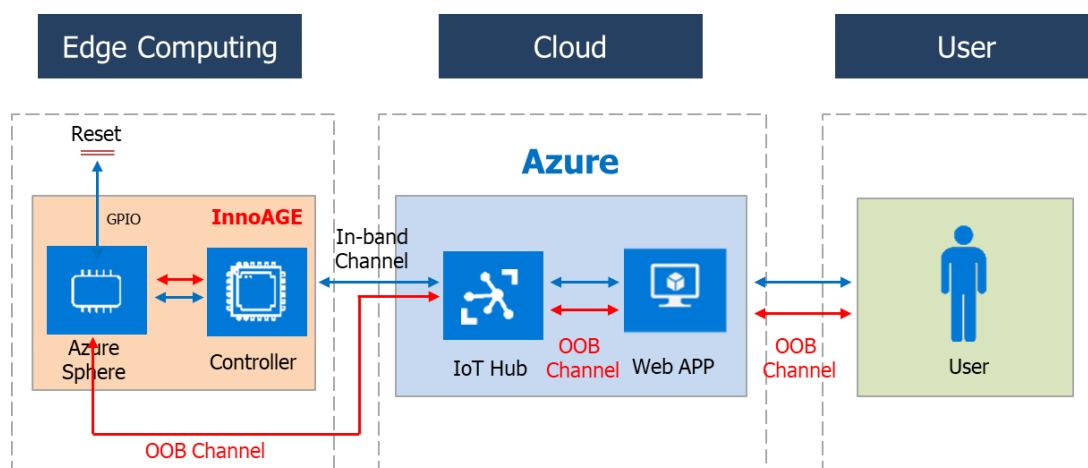 Edge Computing
Cloud
User
Reset
GPIO
InnoAGE
Azure
Sphere
Controller
OOB Channel
In-band
Channel
Azure
IoT Hub
OOB
Channel
Web APP
OOB
Channel
User